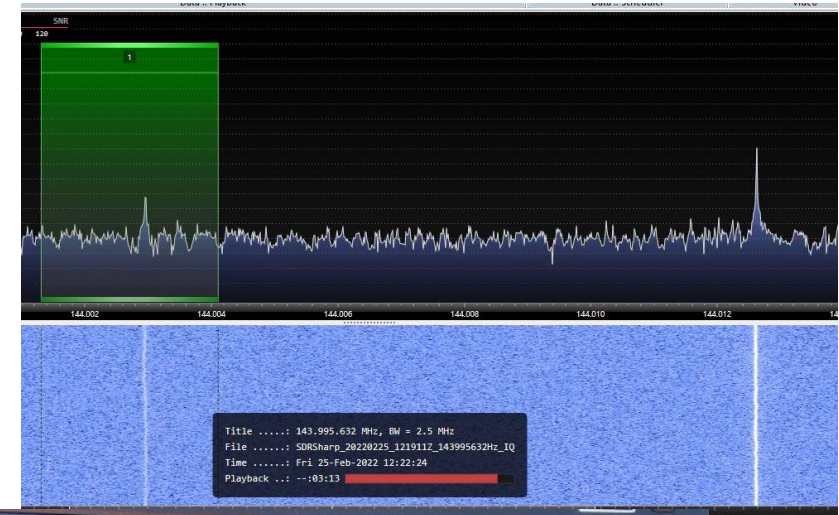 Data :: Playback
Data :: Scheduler
Video
SNR
120
1
144.002 144.004 144.006 144.008 144.010 144.012 14
Title .....: 143.995.632 MHz, BW = 2.5 MHz
File ......: SDRSharp_20220225_121911Z_143995632Hz_IQ
Time ......: Fri 25-Feb-2022 12:22:24
Playback ..: --:03:13